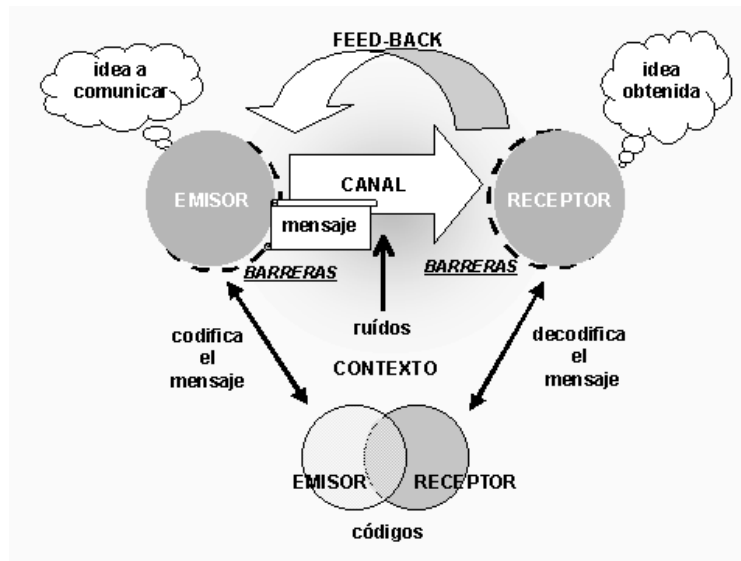 FEED-BACK
idea a
comunicar
idea
obtenida
EMISOR
CANAL
RECEPTOR
mensaje
BARRERAS
BARRERAS
ruídos
codifica
el
mensaje
decodifica
el
mensaje
CONTEXTO
EMISOR
RECEPTOR
códigos